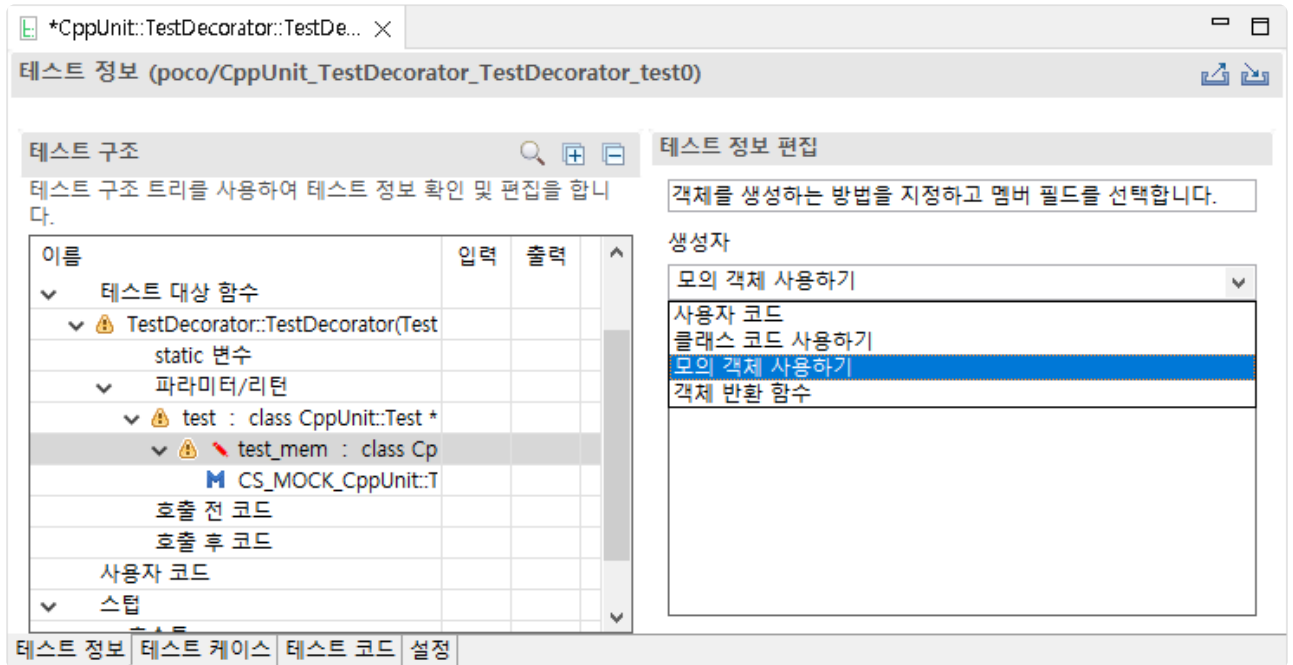 *CppUnit::TestDecorator::TestDe...
테스트 정보 (poco/CppUnit_TestDecorator_TestDecorator_test0)
테스트 구조
테스트 구조 트리를 사용하여 테스트 정보 확인 및 편집을 합니
다.
이름 입력 출력
테스트 대상 함수
TestDecorator::TestDecorator(Test
static 변수
파라미터/리턴
test : class CppUnit::Test *
test_mem : class Cp
M CS_MOCK_CppUnit::T
호출 전 코드
호출 후 코드
사용자 코드
스텁
테스트 정보 편집
객체를 생성하는 방법을 지정하고 멤버 필드를 선택합니다.
생성자
모의 객체 사용하기
사용자 코드
클래스 코드 사용하기
모의 객체 사용하기
객체 반환 함수
테스트 정보 테스트 케이스 테스트 코드 설정